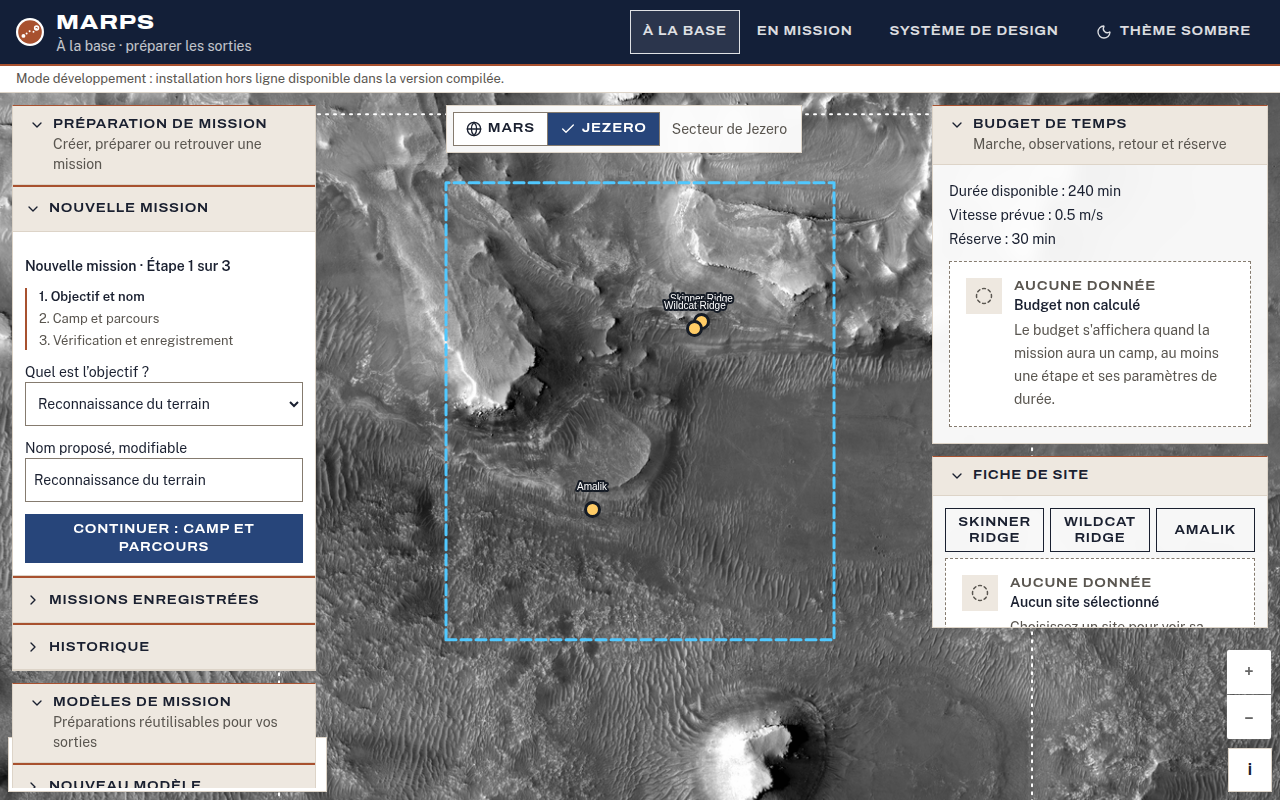 MARPS
À la base · préparer les sorties
À LA BASE
EN MISSION
SYSTÈME DE DESIGN
THÈME SOMBRE
Mode développement : installation hors ligne disponible dans la version compilée.
PRÉPARATION DE MISSION
Créer, préparer ou retrouver une
mission
NOUVELLE MISSION
Nouvelle mission · Étape 1 sur 3
1. Objectif et nom
2. Camp et parcours
3. Vérification et enregistrement
Quel est l'objectif ?
Reconnaissance du terrain
Nom proposé, modifiable
Reconnaissance du terrain
CONTINUER : CAMP ET
PARCOURS
MISSIONS ENREGISTRÉES
HISTORIQUE
MODÈLES DE MISSION
Préparations réutilisables pour vos
sorties
NOUVEAU MODÈLE
MARS
JEZERO
Secteur de Jezero
Skinner Ridge
Wildcat Ridge
Amalik
BUDGET DE TEMPS
Marche, observations, retour et réserve
Durée disponible : 240 min
Vitesse prévue : 0.5 m/s
Réserve : 30 min
AUCUNE DONNÉE
Budget non calculé
Le budget s'affichera quand la
mission aura un camp, au moins
une étape et ses paramètres de
durée.
FICHE DE SITE
SKINNER
RIDGE
WILDCAT
RIDGE
AMALIK
AUCUNE DONNÉE
Aucun site sélectionné
Choisissez un site pour voir sa
+
−
i